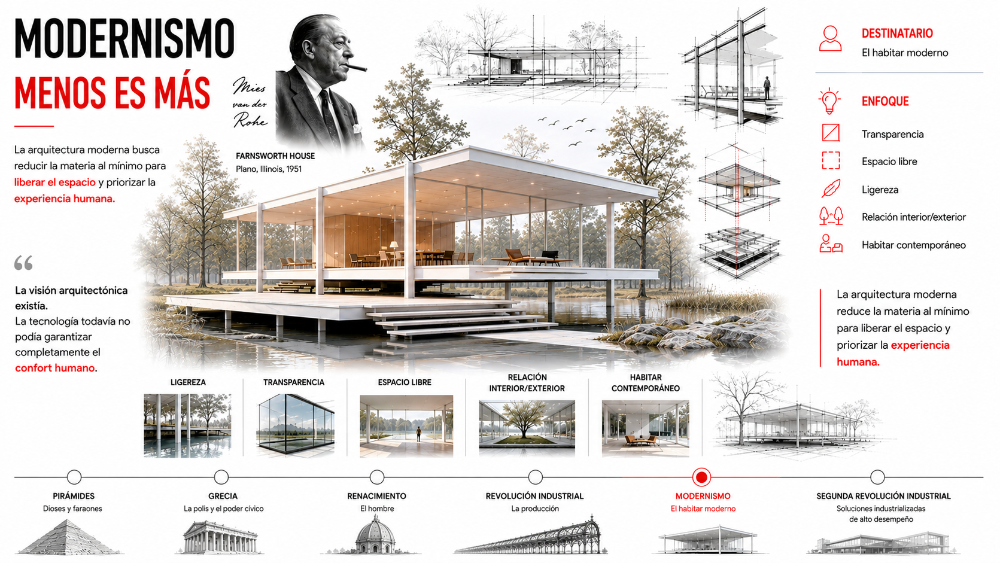 MODERNISMO
MENOS ES MÁS
La arquitectura moderna busca
reducir la materia al mínimo para
liberar el espacio y priorizar la
experiencia humana.
“
La visión arquitectónica
existía.
La tecnología todavía no
podía garantizar
completamente el
confort humano.
Mies
van der
Rohe
FARNSWORTH HOUSE
Plano, Illinois, 1951
DESTINATARIO
El habitar moderno
ENFOQUE
Transparencia
Espacio libre
Ligereza
Relación interior/exterior
Habitar contemporáneo
La arquitectura moderna
reduce la materia al mínimo
para liberar el espacio y
priorizar la experiencia
humana.
LIGEREZA
TRANSPARENCIA
ESPACIO LIBRE
RELACIÓN
INTERIOR/EXTERIOR
HABITAR
CONTEMPORÁNEO
PIRÁMIDES
Dioses y faraones
GRECIA
La polis y el poder cívico
RENACIMIENTO
El hombre
REVOLUCIÓN INDUSTRIAL
La producción
MODERNISMO
El habitar moderno
SEGUNDA REVOLUCIÓN INDUSTRIAL
Soluciones industrializadas
de alto desempeño